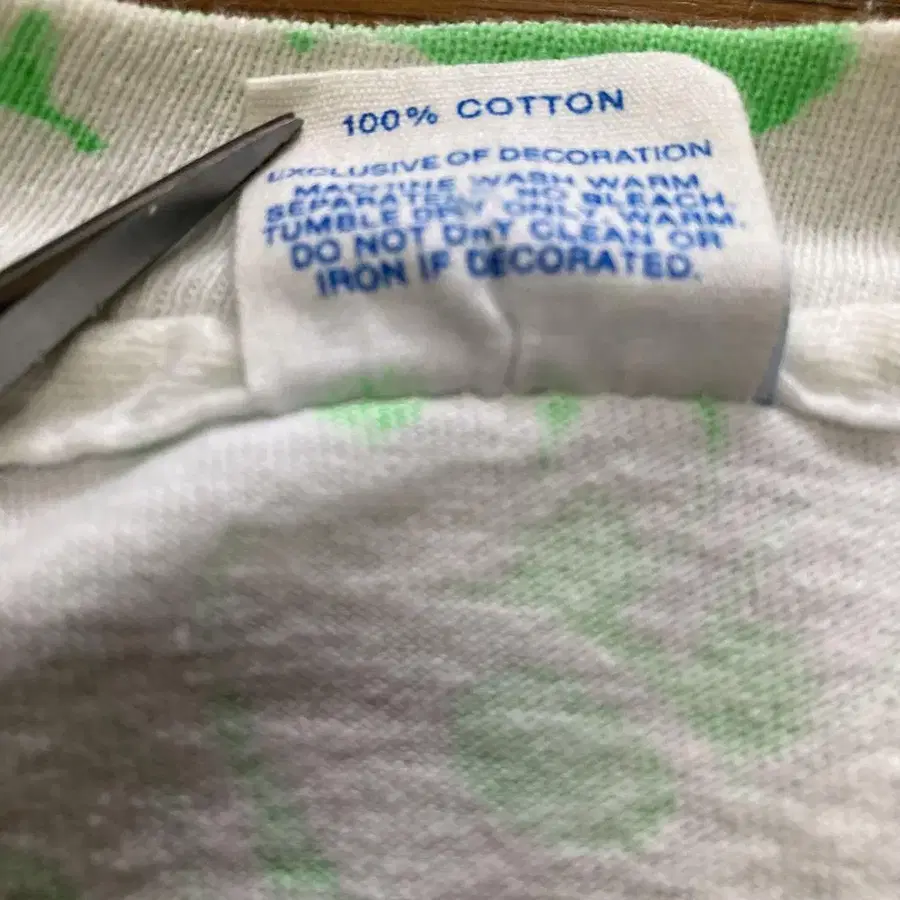 100% COTTON
EXCLUSIVE OF DECORATION
MACHINE WASH WARM,
SEPARATELY, NO BLEACH,
TUMBLE DRY ONLY WARM.
DO NOT DRY CLEAN OR
IRON IF DECORATED.